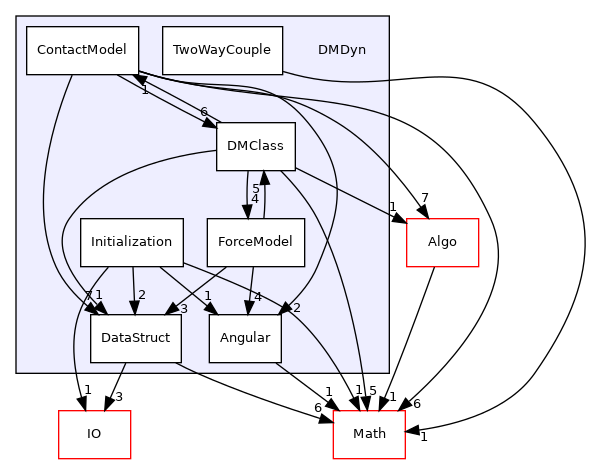 ContactModel
TwoWayCouple
DMDyn
1
6
DMClass
5
4
7
1
Initialization
ForceModel
Algo
7
1
2
1
4
3
2
DataStruct
Angular
1
3
6
1
1
5
1
6
1
IO
Math